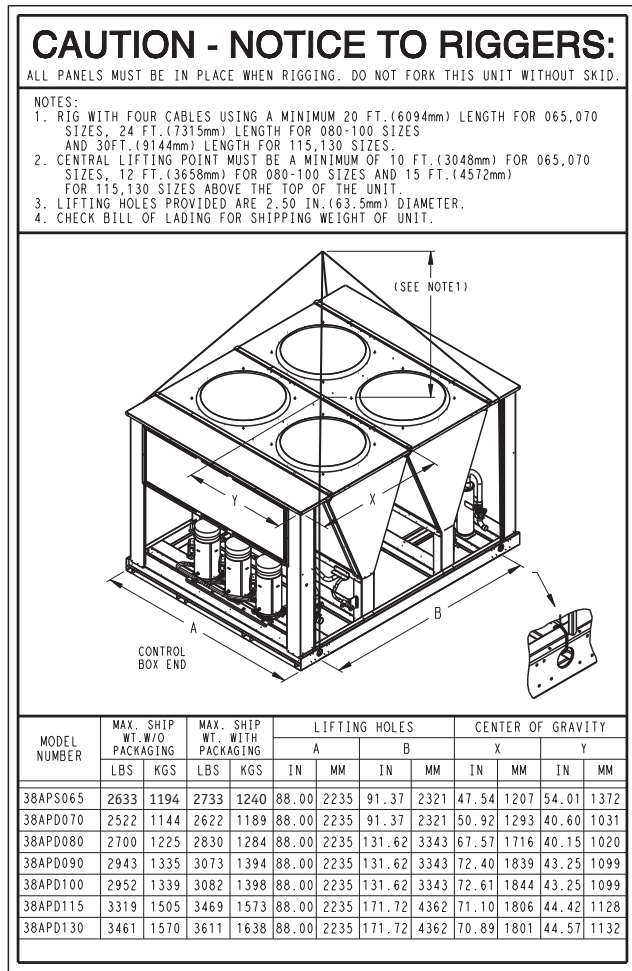 CAUTION - NOTICE TO RIGGERS:
ALL PANELS MUST BE IN PLACE WHEN RIGGING. DO NOT FORK THIS UNIT WITHOUT SKID.
NOTES:
1. RIG WITH FOUR CABLES USING A MINIMUM 20 FT.(6094mm) LENGTH FOR 065,070
SIZES, 24 FT.(7315mm) LENGTH FOR 080-100 SIZES
AND 30FT.(9144mm) LENGTH FOR 115,130 SIZES.
2. CENTRAL LIFTING POINT MUST BE A MINIMUM OF 10 FT.(3048mm) FOR 065,070
SIZES, 12 FT.(3658mm) FOR 080-100 SIZES AND 15 FT.(4572mm)
FOR 115,130 SIZES ABOVE THE TOP OF THE UNIT.
3. LIFTING HOLES PROVIDED ARE 2.50 IN.(63.5mm) DIAMETER.
4. CHECK BILL OF LADING FOR SHIPPING WEIGHT OF UNIT.
(SEE NOTE1)
Y X
A B
CONTROL
BOX END
MODEL NUMBER MAX. SHIP WT.W/O PACKAGING MAX. SHIP WT. WITH PACKAGING LIFTING HOLES CENTER OF GRAVITY
A B X Y
LBS KGS LBS KGS IN MM IN MM IN MM IN MM
38APS065 2633 1194 2733 1240 88.00 2235 91.37 2321 47.54 1207 54.01 1372
38APD070 2522 1144 2622 1189 88.00 2235 91.37 2321 50.92 1293 40.60 1031
38APD080 2700 1225 2830 1284 88.00 2235 131.62 3343 67.57 1716 40.15 1020
38APD090 2943 1335 3073 1394 88.00 2235 131.62 3343 72.40 1839 43.25 1099
38APD100 2952 1339 3082 1398 88.00 2235 131.62 3343 72.61 1844 43.25 1099
38APD115 3319 1505 3469 1573 88.00 2235 171.72 4362 71.10 1806 44.42 1128
38APD130 3461 1570 3611 1638 88.00 2235 171.72 4362 70.89 1801 44.57 1132